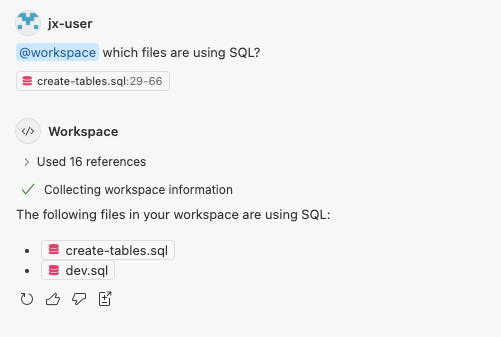 jx-user
@workspace which files are using SQL?
create-tables.sql:29-66
Workspace
Used 16 references
Collecting workspace information
The following files in your workspace are using SQL:
create-tables.sql
dev.sql